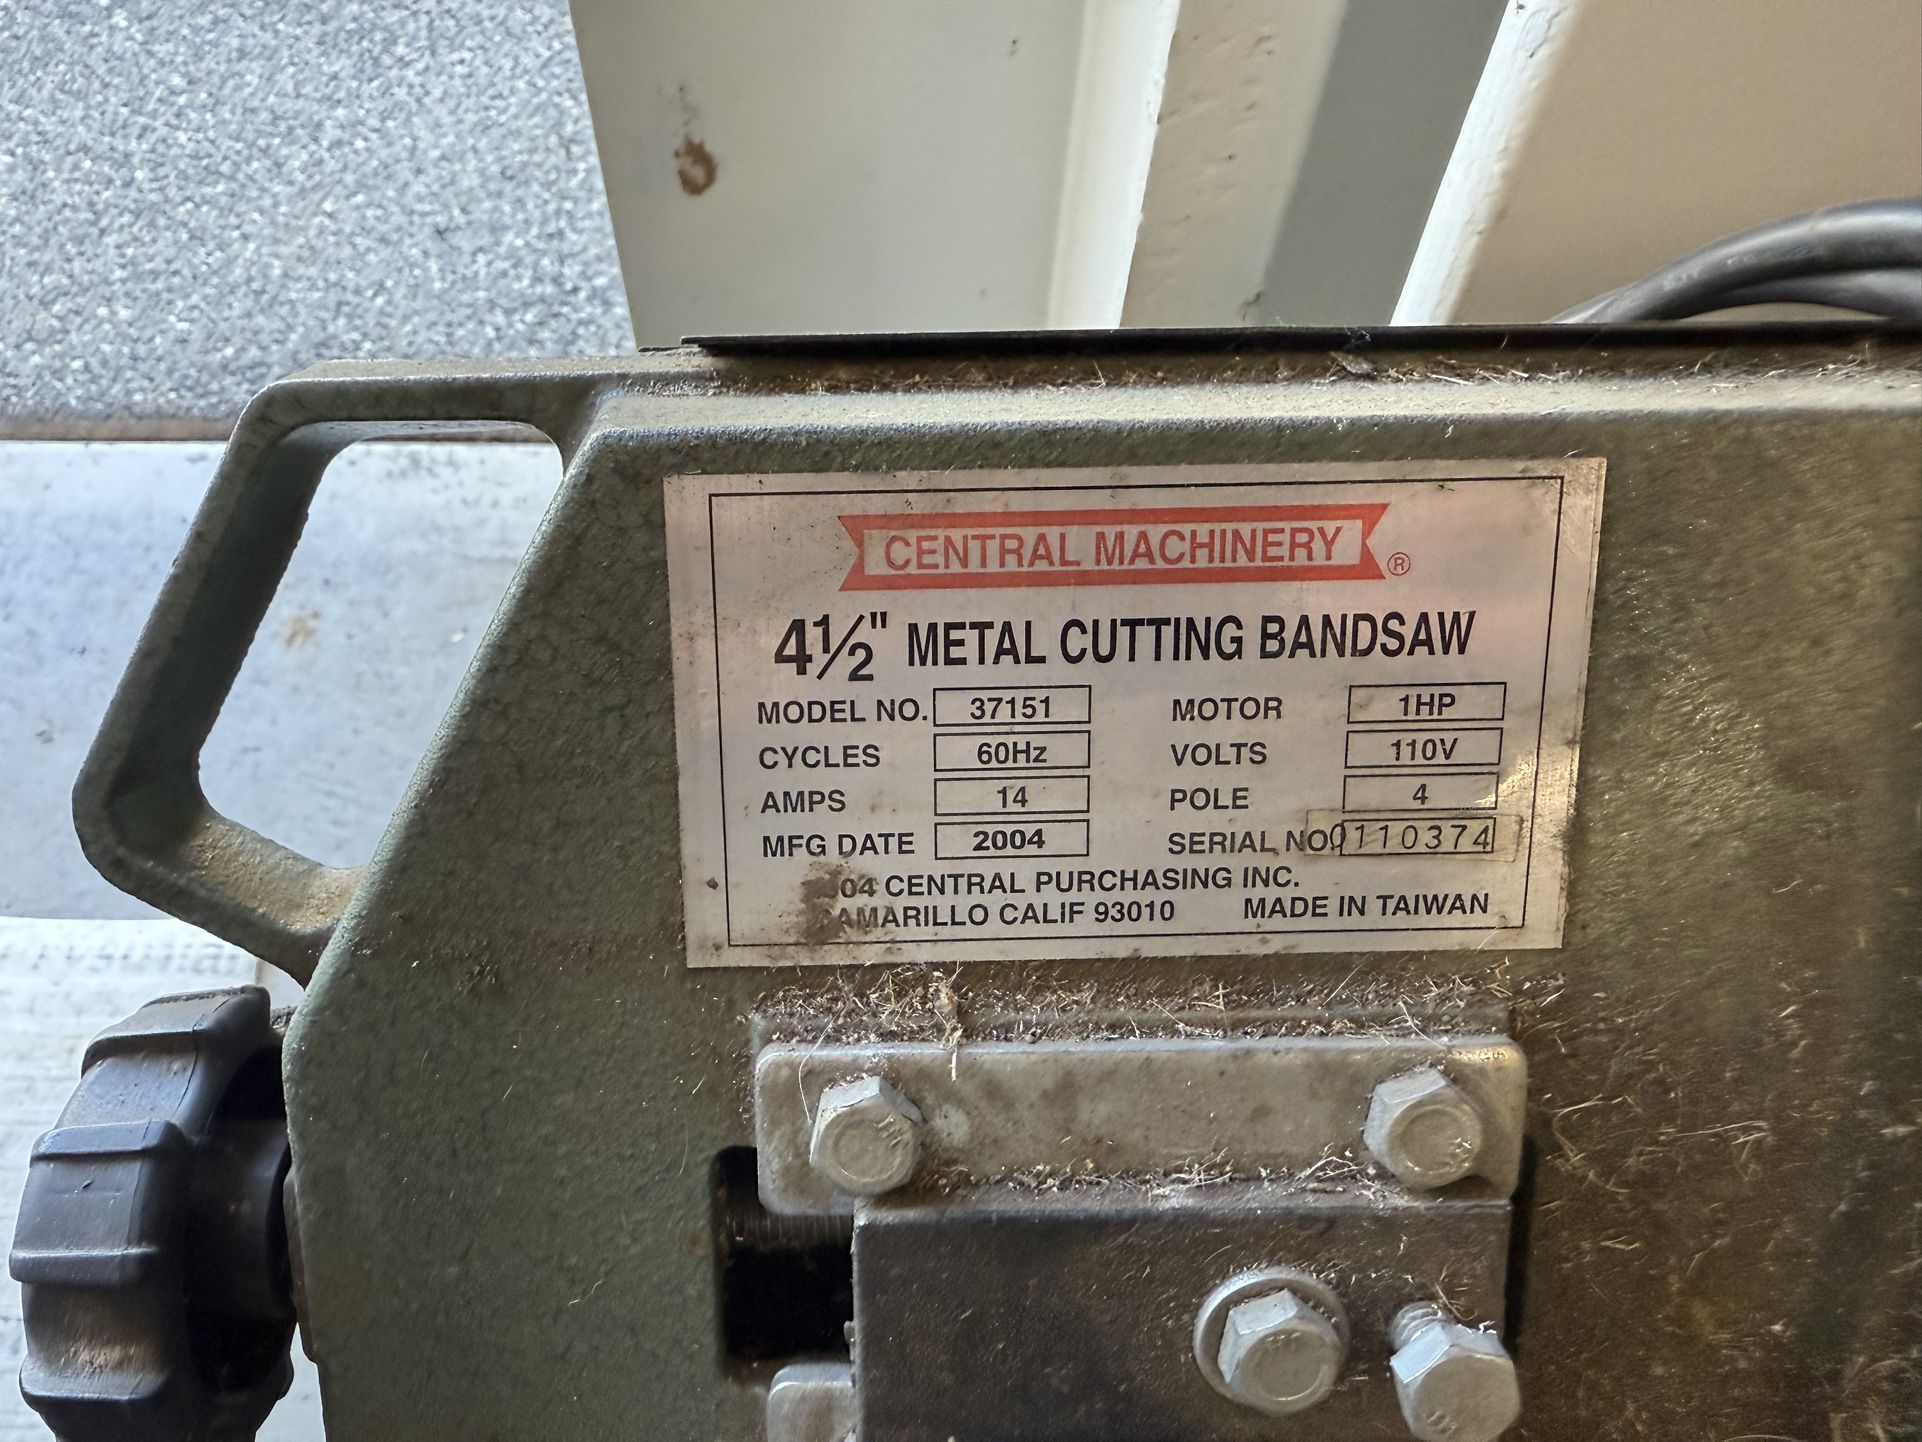 CENTRAL MACHINERY ®
4½" METAL CUTTING BANDSAW
MODEL NO. 37151 MOTOR 1HP
CYCLES 60Hz VOLTS 110V
AMPS 14 POLE 4
MFG DATE 2004 SERIAL NO. 0110374
04 CENTRAL PURCHASING INC.
AMARILLO CALIF 93010 MADE IN TAIWAN